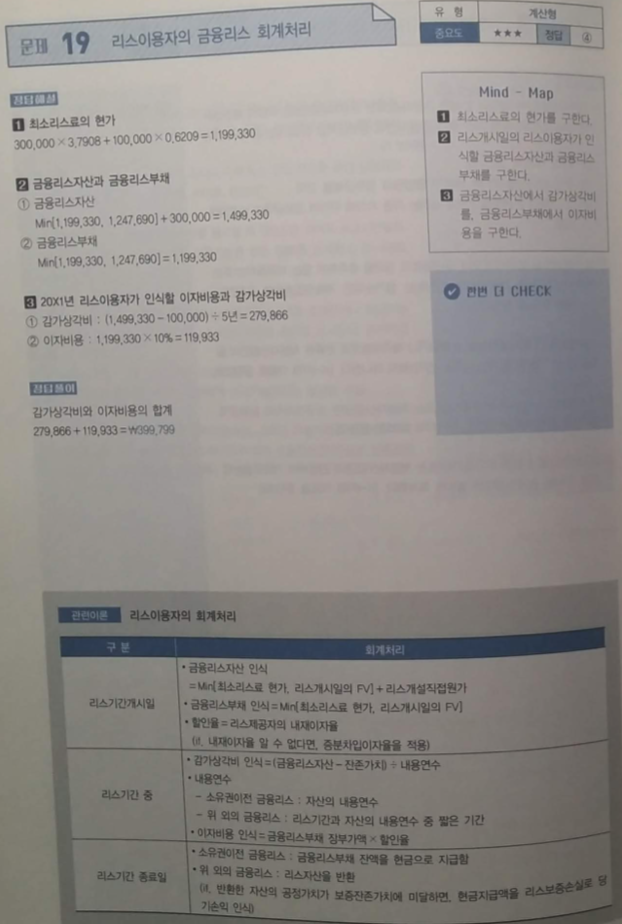 문제 19 리스이용자의 금융리스 회계처리
유 형 계산형
중요도 ★★★ 정답 ④
정답해설
1 최소리스료의 현가
300,000×3.7908+100,000×0.6209=1,199,330
2 금융리스자산과 금융리스부채
① 금융리스자산
Min[1,199,330, 1,247,690]+300,000=1,499,330
② 금융리스부채
Min[1,199,330, 1,247,690]=1,199,330
3 20X1년 리스이용자가 인식할 이자비용과 감가상각비
① 감가상각비 : (1,499,330-100,000)÷5년=279,866
② 이자비용 : 1,199,330×10%=119,933
정답풀이
감가상각비와 이자비용의 합계
279,866+119,933=₩399,799
Mind - Map
1 최소리스료의 현가를 구한다.
2 리스개시일의 리스이용자가 인
식할 금융리스자산과 금융리스
부채를 구한다.
3 금융리스자산에서 감가상각비
를, 금융리스부채에서 이자비
용을 구한다.
한번 더 CHECK
관련이론 리스이용자의 회계처리
구 분 회계처리
리스기간개시일
• 금융리스자산 인식
=Min[최소리스료 현가, 리스개시일의 FV]+리스개설직접원가
• 금융리스부채 인식=Min[최소리스료 현가, 리스개시일의 FV]
• 할인율=리스제공자의 내재이자율
(if, 내재이자율 알 수 없다면, 증분차입이자율을 적용)
리스기간 중
• 감가상각비 인식=(금융리스자산-잔존가치)÷내용연수
• 내용연수
- 소유권이전 금융리스 : 자산의 내용연수
- 위 외의 금융리스 : 리스기간과 자산의 내용연수 중 짧은 기간
• 이자비용 인식=금융리스부채 장부가액×할인율
리스기간 종료일
• 소유권이전 금융리스 : 금융리스부채 잔액을 현금으로 지급함
• 위 외의 금융리스 : 리스자산을 반환
(if, 반환한 자산의 공정가치가 보증잔존가치에 미달하면, 현금지급액을 리스보증손실로 당
기손익 인식)